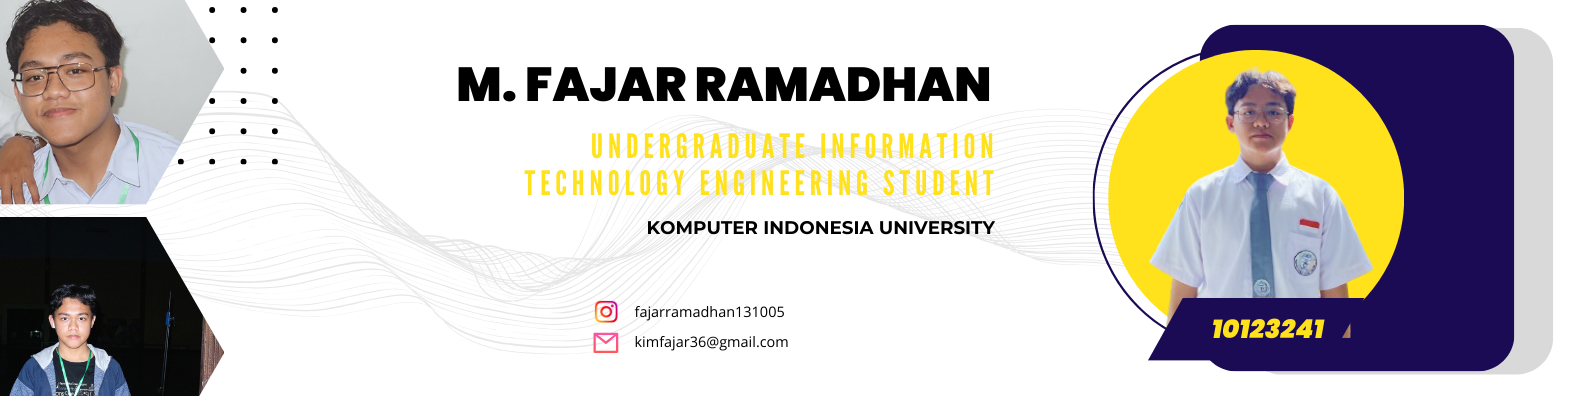 M. FAJAR RAMADHAN
UNDERGRADUATE INFORMATION
TECHNOLOGY ENGINEERING STUDENT
KOMPUTER INDONESIA UNIVERSITY
fajarramadhan131005
kimfajar36@gmail.com
10123241